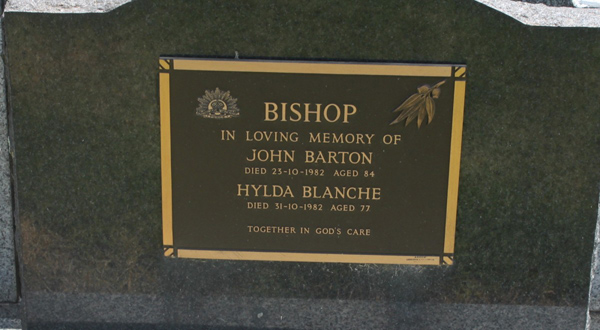 BISHOP
IN LOVING MEMORY OF
JOHN BARTON
DIED 23-10-1982 AGED 84
HYLDA BLANCHE
DIED 31-10-1982 AGED 77
TOGETHER IN GOD'S CARE